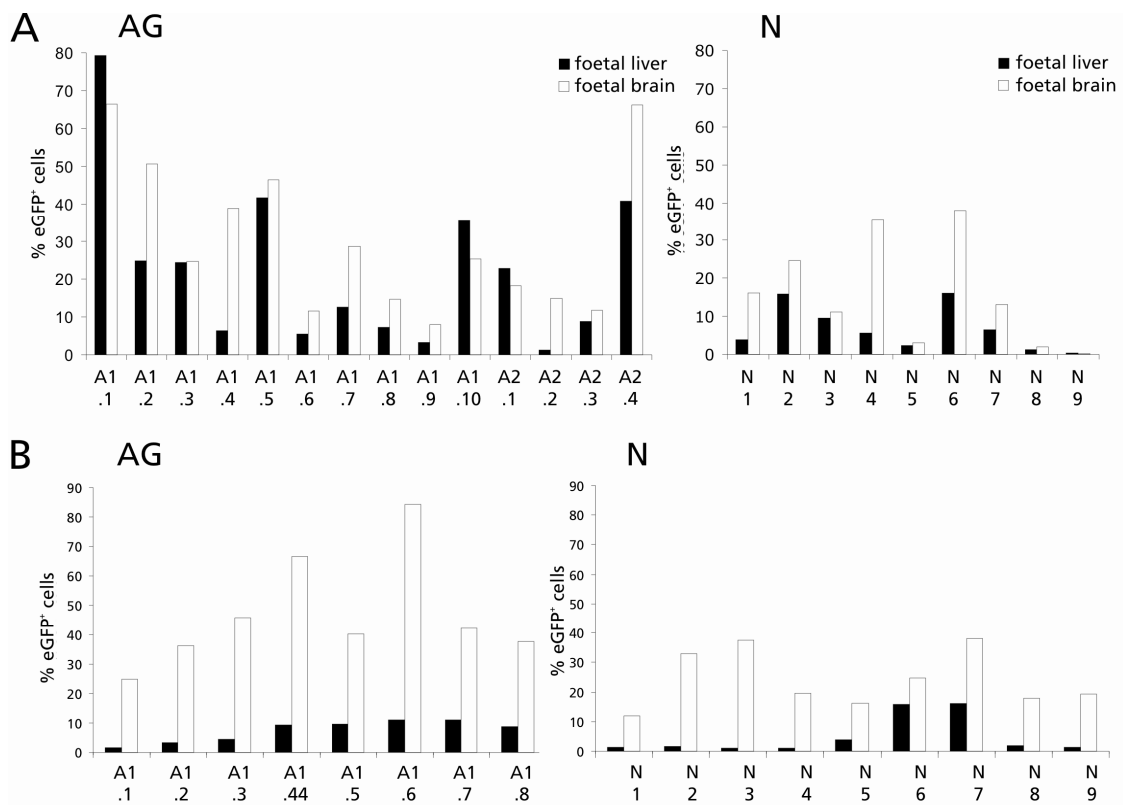 A AG N
80 foetal liver
foetal brain
70
60
50
40
30
20
10
0
% eGFP+ cells
A1 A1 A1 A1 A1 A1 A1 A1 A1 A1 A2 A2 A2 A2
.1 .2 .3 .4 .5 .6 .7 .8 .9 .10 .1 .2 .3 .4
80 foetal liver
foetal brain
70
60
50
40
30
20
10
0
% eGFP+ cells
N N N N N N N N N
1 2 3 4 5 6 7 8 9
B AG N
90
80
70
60
50
40
30
20
10
0
% eGFP+ cells
A1 A1 A1 A1 A1 A1 A1 A1
.1 .2 .3 .44 .5 .6 .7 .8
90
80
70
60
50
40
30
20
10
0
% eGFP+ cells
N N N N N N N N N
1 2 3 4 5 6 7 8 9